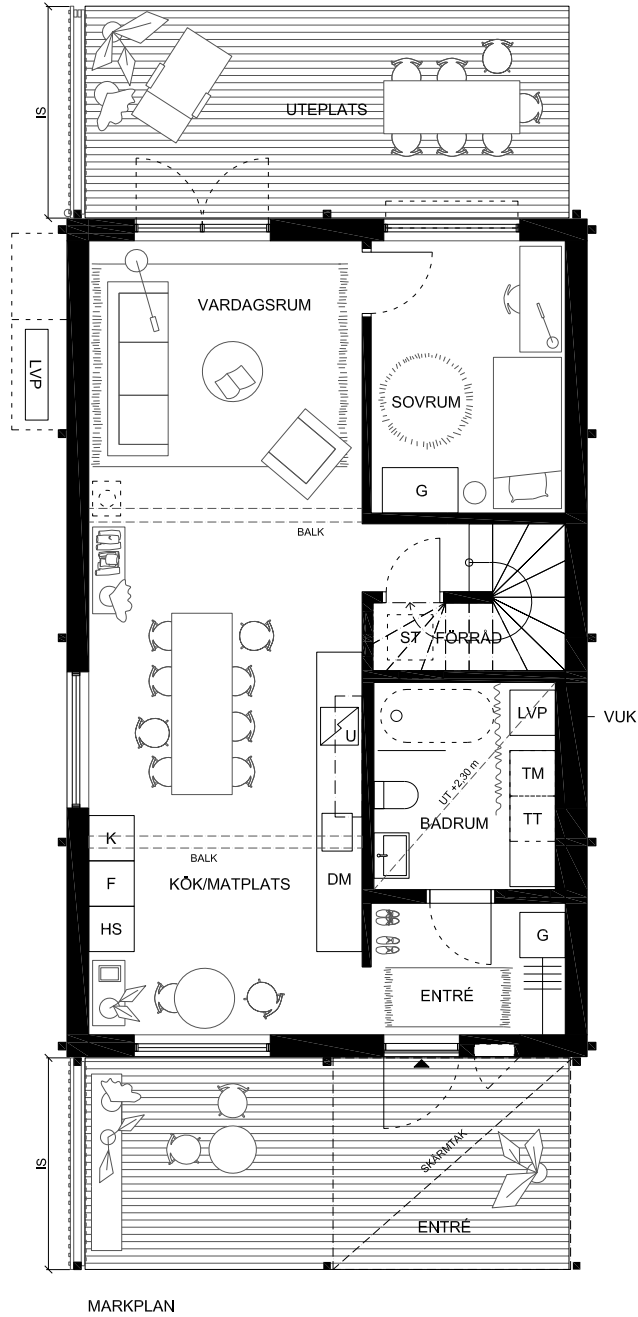 IS
UTEPLATS
VARDAGSRUM
LVP
SOVRUM
G
BALK
ST FÖRRÅD
LVP
VUK
U
TM
UT +2,30 m
TT
BADRUM
K
BALK
F
DM
KÖK/MATPLATS
HS
G
ENTRÉ
IS
SKÄRMTAK
ENTRÉ
MARKPLAN